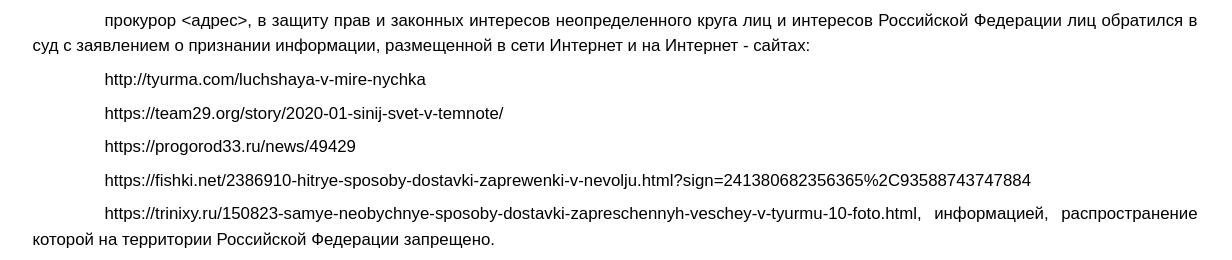 прокурор <адрес>, в защиту прав и законных интересов неопределенного круга лиц и интересов Российской Федерации лиц обратился в
суд с заявлением о признании информации, размещенной в сети Интернет и на Интернет - сайтах:
http://tyurma.com/luchshaya-v-mire-nychka
https://team29.org/story/2020-01-sinij-svet-v-temnote/
https://progorod33.ru/news/49429
https://fishki.net/2386910-hitrye-sposoby-dostavki-zaprewenki-v-nevolju.html?sign=241380682356365%2C93588743747884
https://trinixy.ru/150823-samye-neobychnye-sposoby-dostavki-zapreschennyh-veschey-v-tyurmu-10-foto.html, информацией, распространение
которой на территории Российской Федерации запрещено.